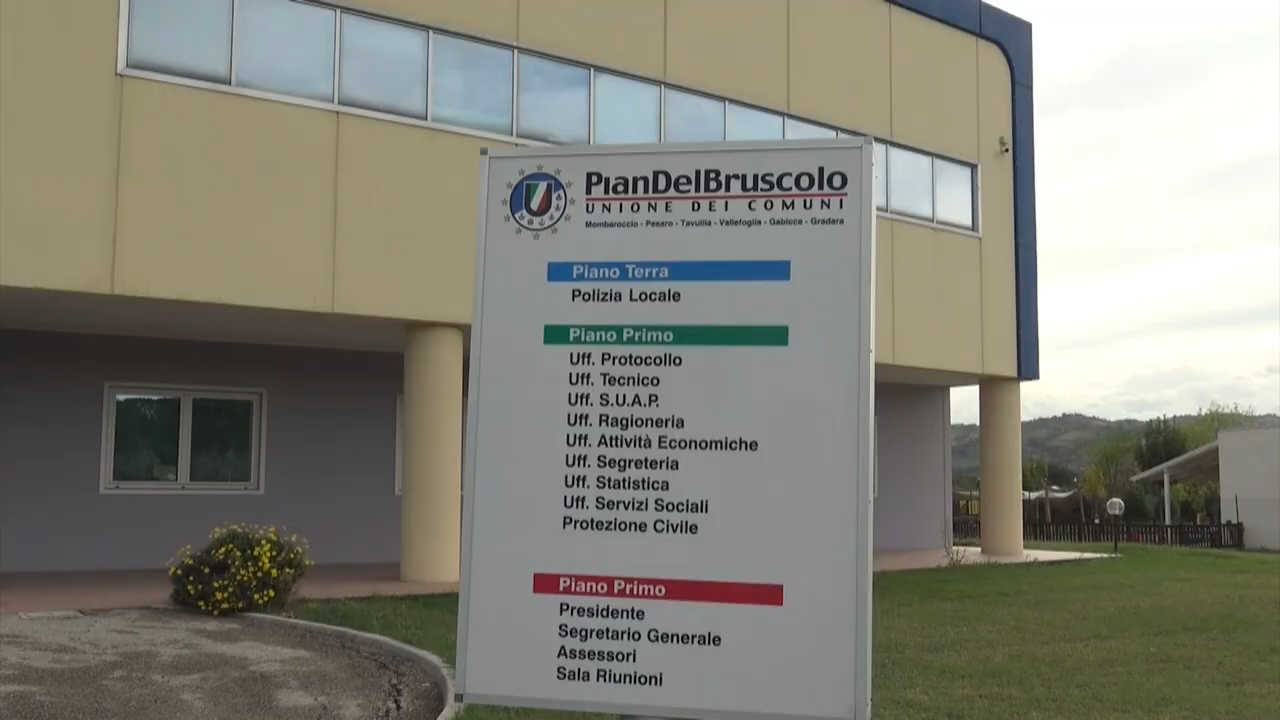 PianDelBruscolo
UNIONE DEI COMUNI
Mombaroccio - Pesaro - Tavullia - Vallefoglia - Gabicce - Gradara
Piano Terra
Polizia Locale
Piano Primo
Uff. Protocollo
Uff. Tecnico
Uff. S.U.A.P.
Uff. Ragioneria
Uff. Attività Economiche
Uff. Segreteria
Uff. Statistica
Uff. Servizi Sociali
Protezione Civile
Piano Primo
Presidente
Segretario Generale
Assessori
Sala Riunioni